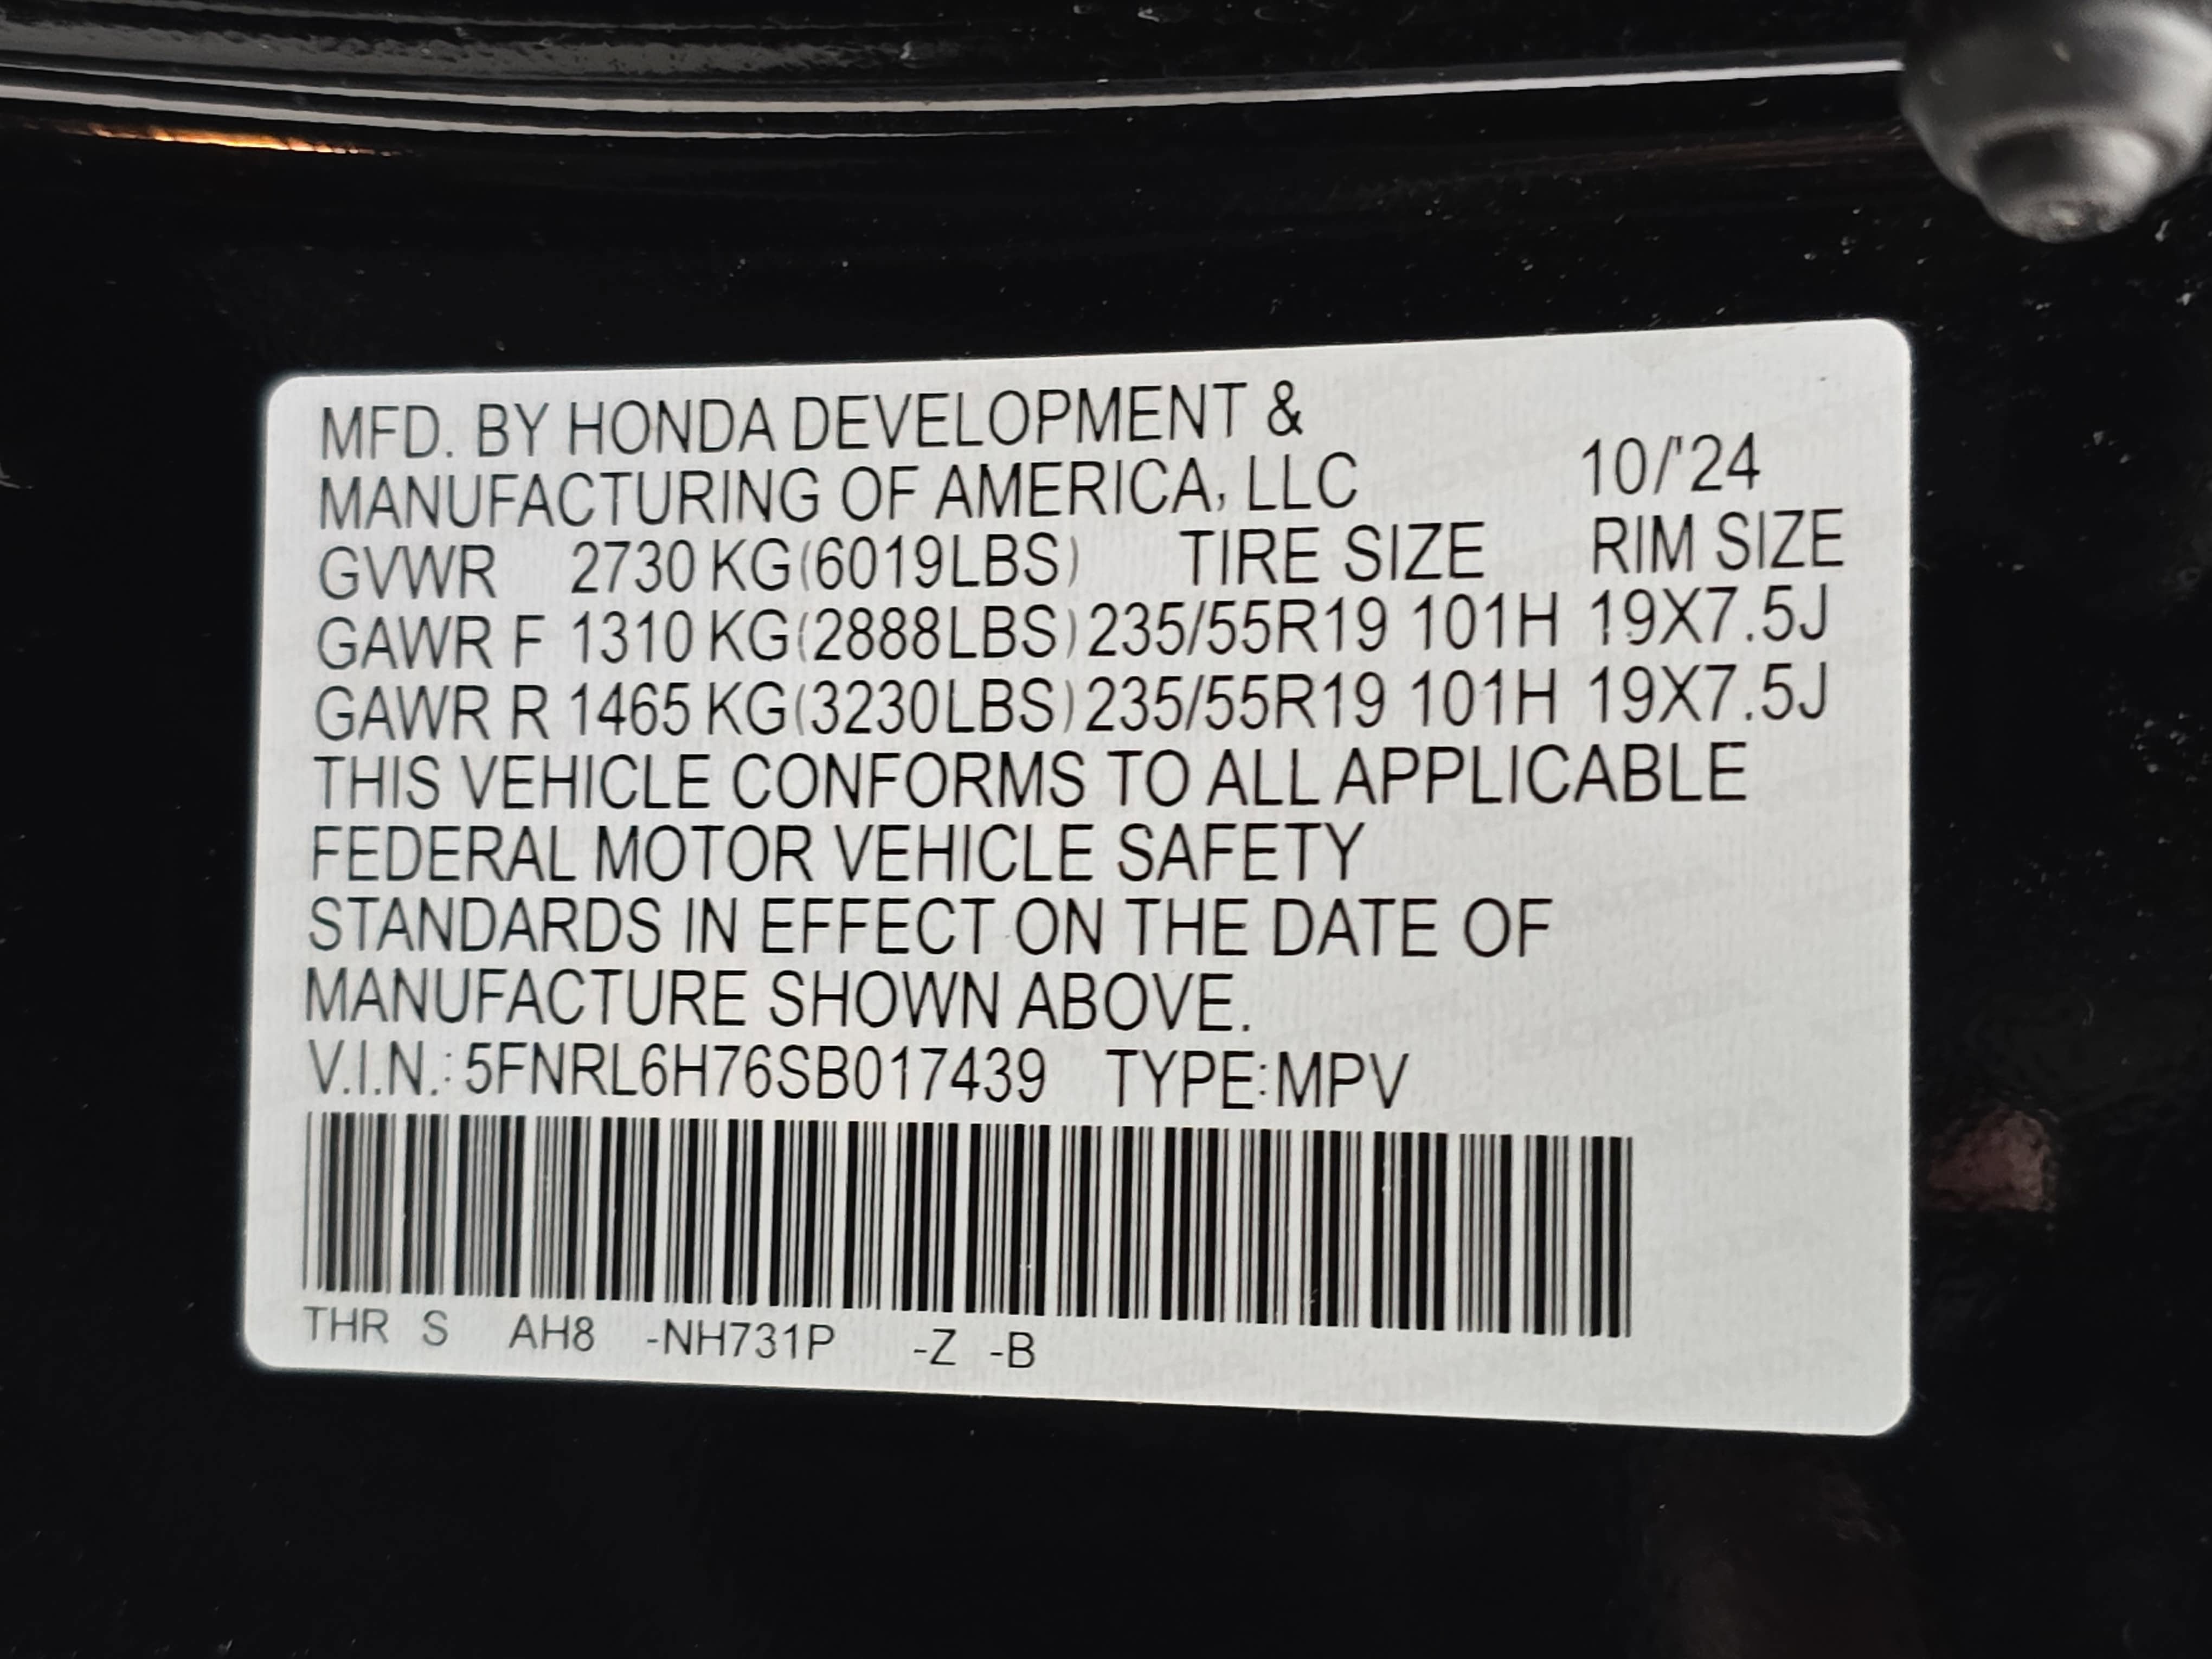 MFD. BY HONDA DEVELOPMENT &
MANUFACTURING OF AMERICA, LLC 10/'24
GVWR 2730 KG(6019LBS) TIRE SIZE RIM SIZE
GAWR F 1310 KG(2888LBS) 235/55R19 101H 19X7.5J
GAWR R 1465 KG(3230LBS) 235/55R19 101H 19X7.5J
THIS VEHICLE CONFORMS TO ALL APPLICABLE
FEDERAL MOTOR VEHICLE SAFETY
STANDARDS IN EFFECT ON THE DATE OF
MANUFACTURE SHOWN ABOVE.
V.I.N.: 5FNRL6H76SB017439 TYPE:MPV
THR S AH8 -NH731P -Z -B